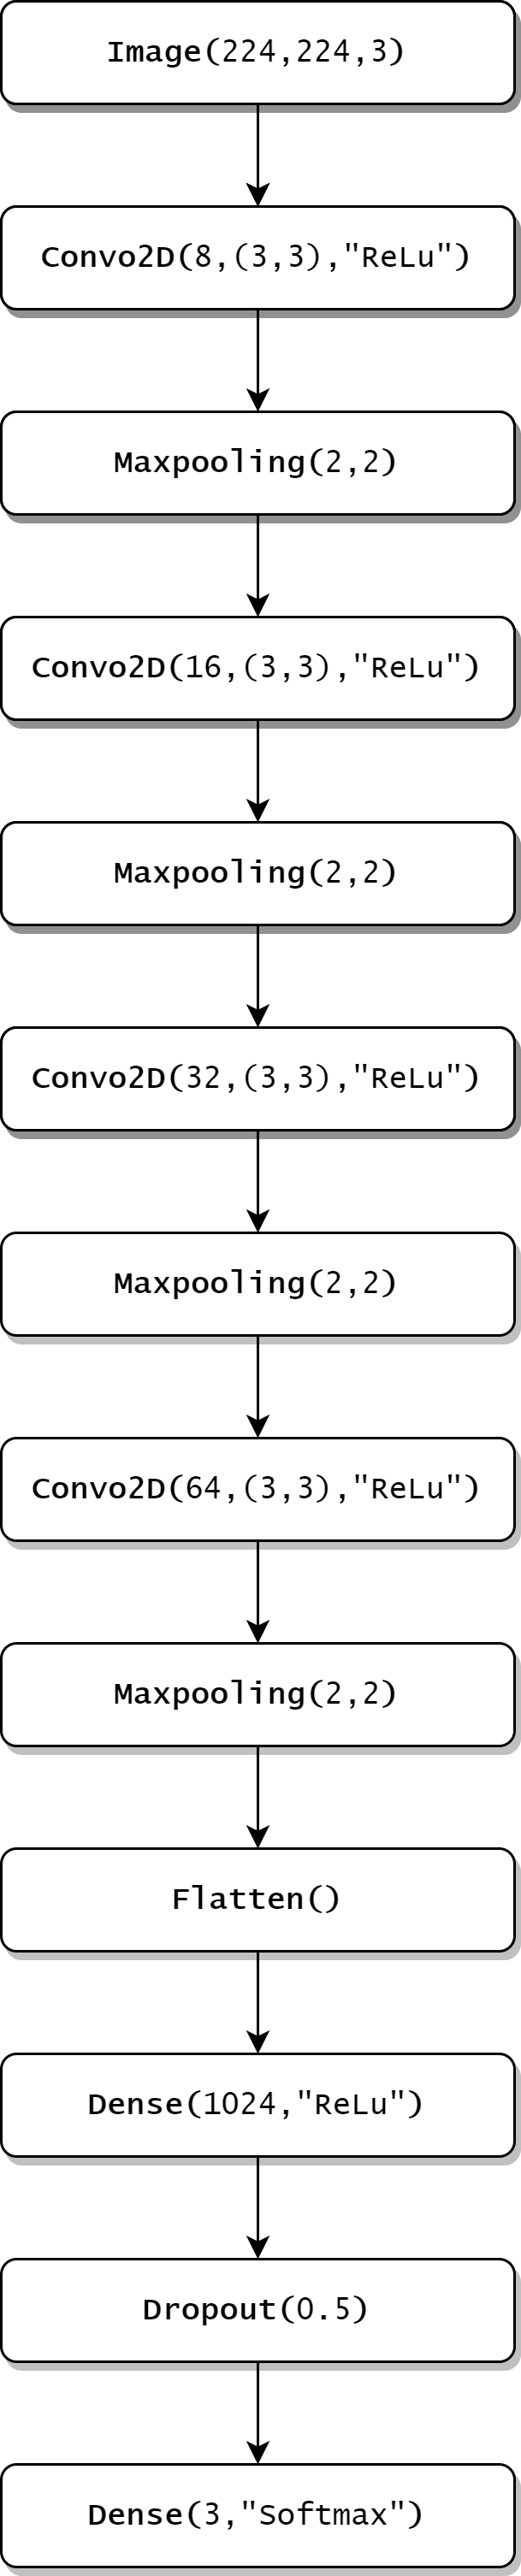 Image(224,224,3)
Convo2D(8,(3,3),"ReLu")
Maxpooling(2,2)
Convo2D(16,(3,3),"ReLu")
Maxpooling(2,2)
Convo2D(32,(3,3),"ReLu")
Maxpooling(2,2)
Convo2D(64,(3,3),"ReLu")
Maxpooling(2,2)
Flatten()
Dense(1024,"ReLu")
Dropout(0.5)
Dense(3,"Softmax")